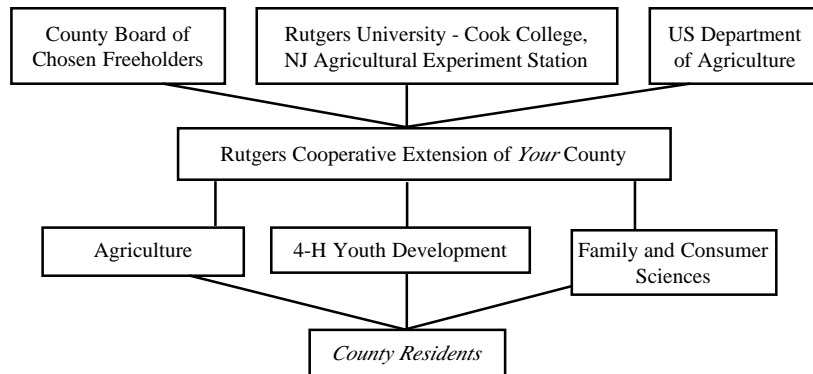 County Board of
Chosen Freeholders
Rutgers University - Cook College,
NJ Agricultural Experiment Station
US Department
of Agriculture
Rutgers Cooperative Extension of Your County
Agriculture
4-H Youth Development
Family and Consumer
Sciences
County Residents